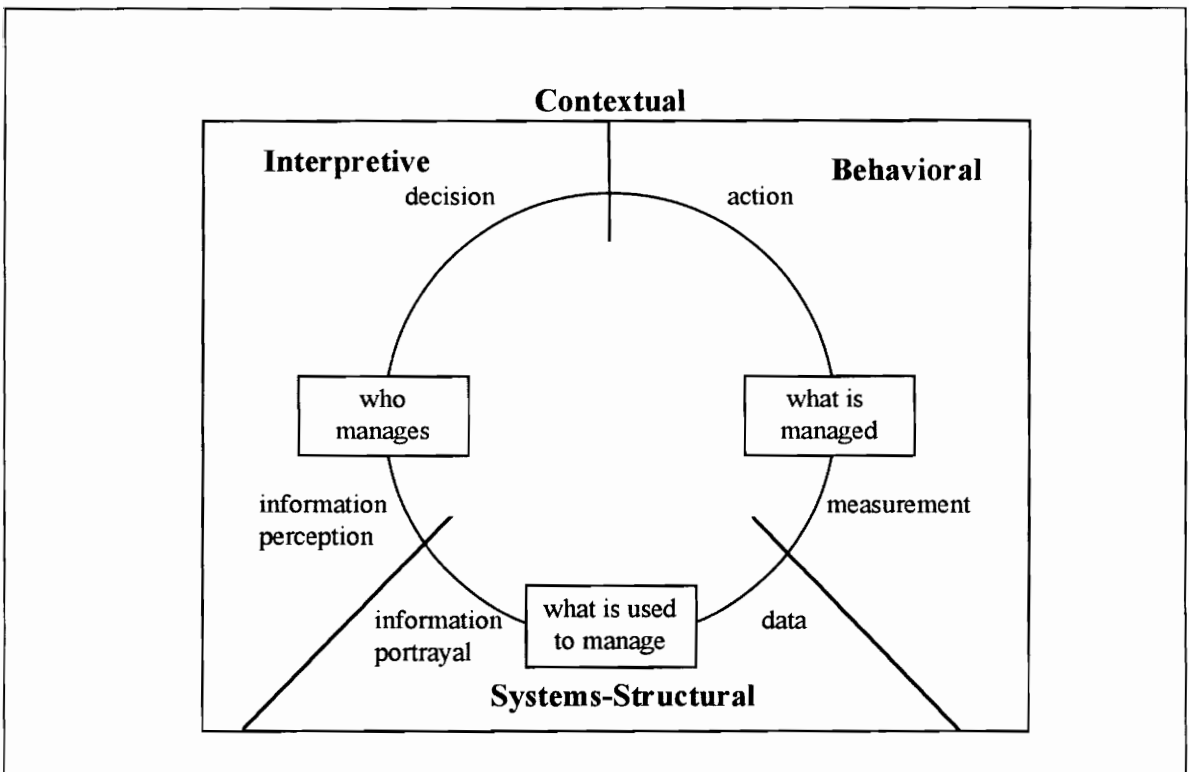 Contextual
Interpretive
Behavioral
decision
action
who
manages
what is
managed
information
perception
measurement
information
portrayal
what is used
to manage
data
Systems-Structural